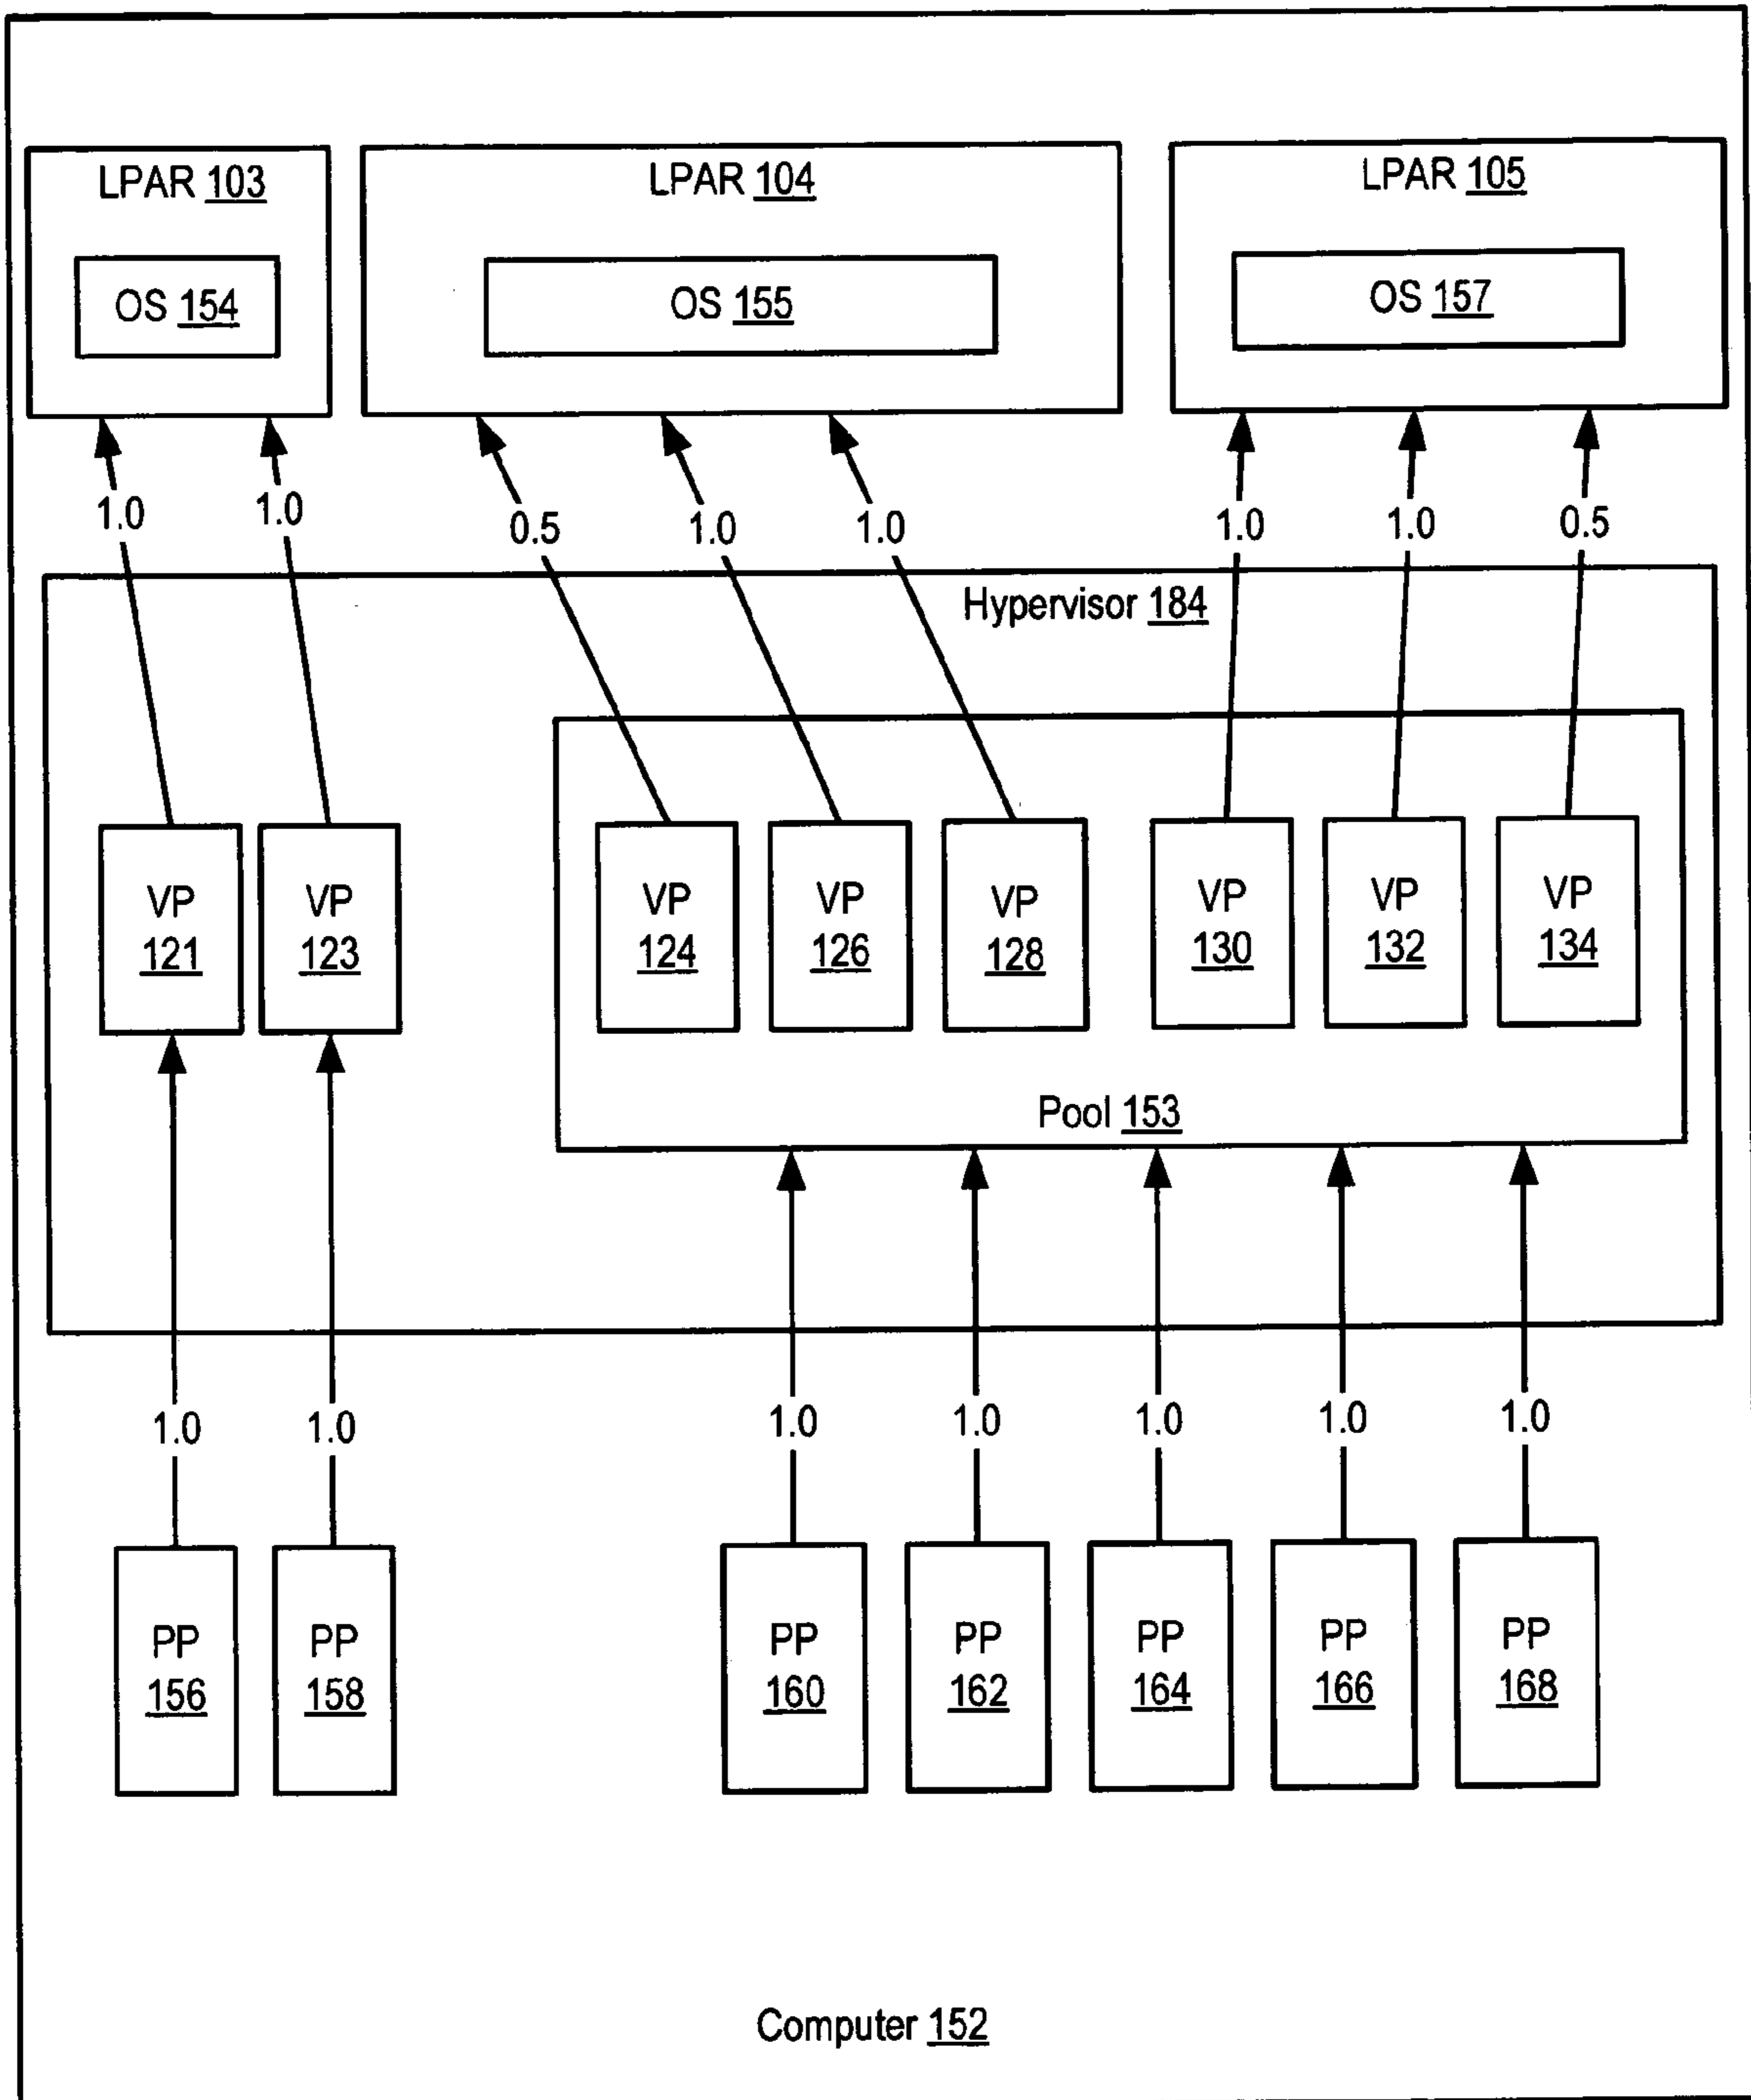 LPAR 103
LPAR 104
LPAR 105
OS 154
OS 155
OS 157
1.0
1.0
0.5
1.0
1.0
1.0
1.0
0.5
Hypervisor 184
VP
121
VP
123
VP
124
VP
126
VP
128
VP
130
VP
132
VP
134
Pool 153
1.0
1.0
1.0
1.0
1.0
1.0
1.0
PP
156
PP
158
PP
160
PP
162
PP
164
PP
166
PP
168
Computer 152